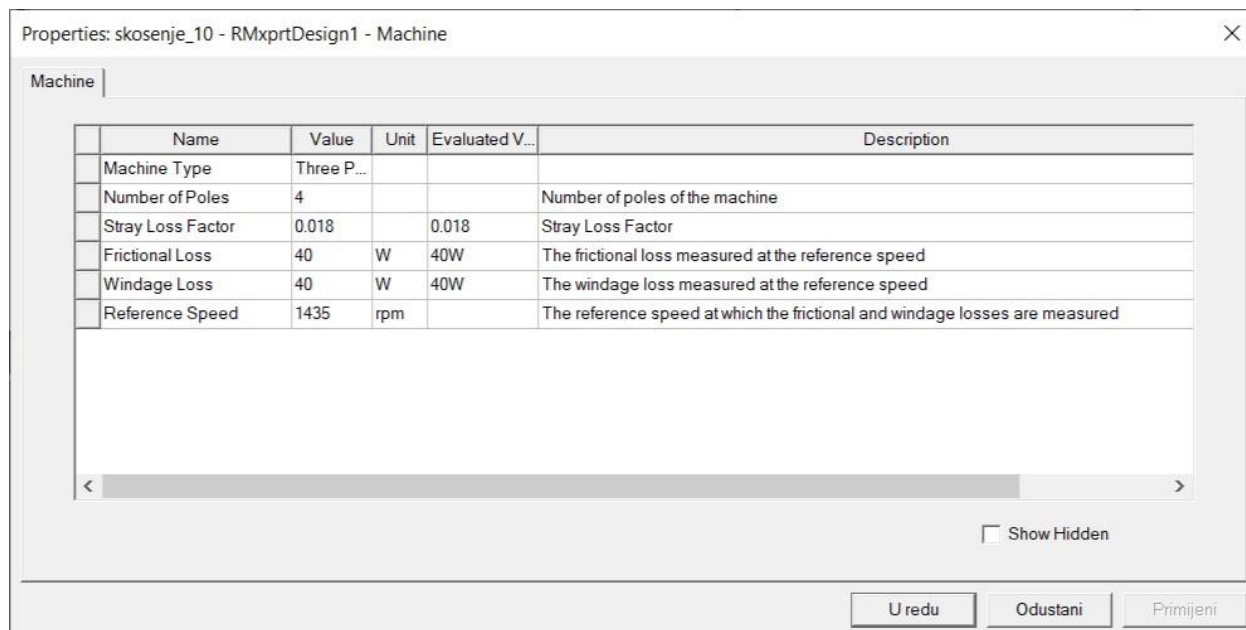 Properties: skosenje_10 - RMxprtDesign1 - Machine
Machine
Name Value Unit Evaluated V... Description
Machine Type Three P...
Number of Poles 4 Number of poles of the machine
Stray Loss Factor 0.018 0.018 Stray Loss Factor
Frictional Loss 40 W 40W The frictional loss measured at the reference speed
Windage Loss 40 W 40W The windage loss measured at the reference speed
Reference Speed 1435 rpm The reference speed at which the frictional and windage losses are measured
Show Hidden
U redu Odustani Primijeni